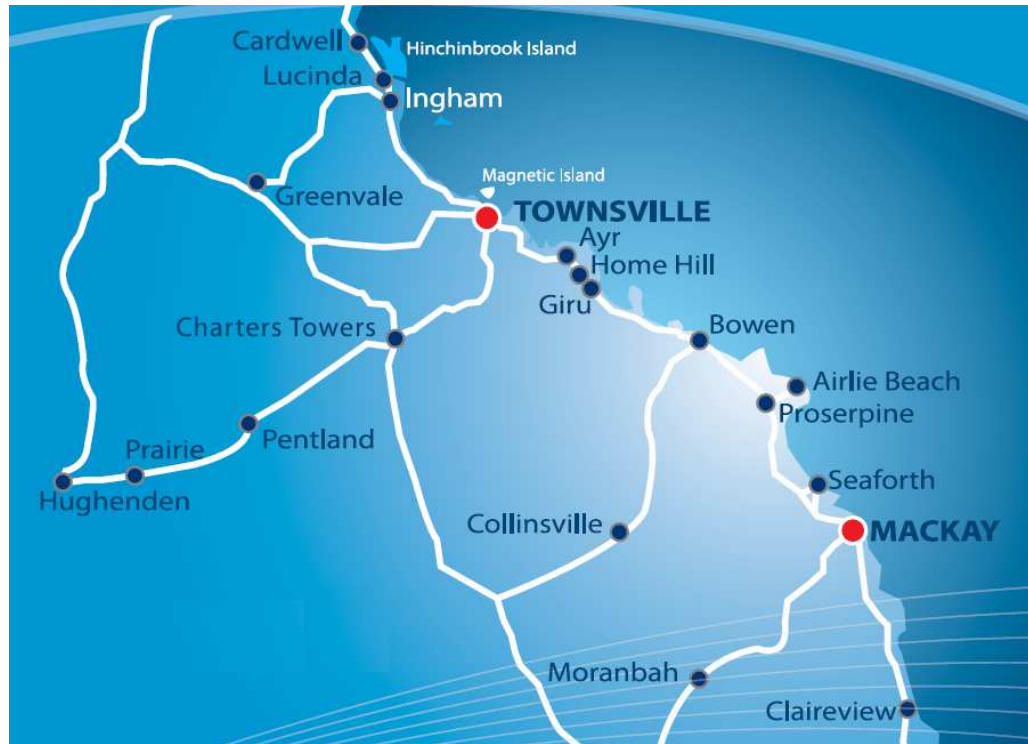 Cardwell
Hinchinbrook Island
Lucinda
Ingham
Magnetic Island
Greenvale
TOWNSVILLE
Ayr
Home Hill
Giru
Charters Towers
Bowen
Airlie Beach
Proserpine
Pentland
Prairie
Hughenden
Seaforth
Collinsville
MACKAY
Moranbah
Claireview